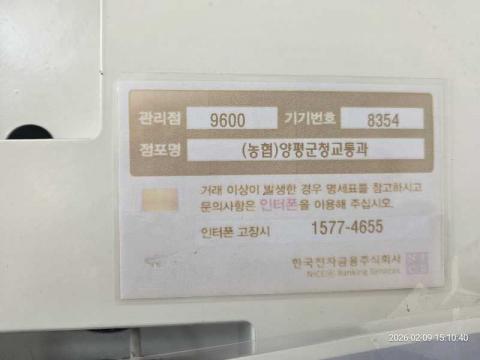 관리점 9600 기기번호 8354
점포명 (농협)양평군청교통과
거래 이상이 발생한 경우 명세표를 참고하시고
문의사항은 인터폰을 이용해 주십시오.
인터폰 고장시 1577-4655
한국전자금융주식회사
NICE Banking Services
2026-02-09 15:10:40